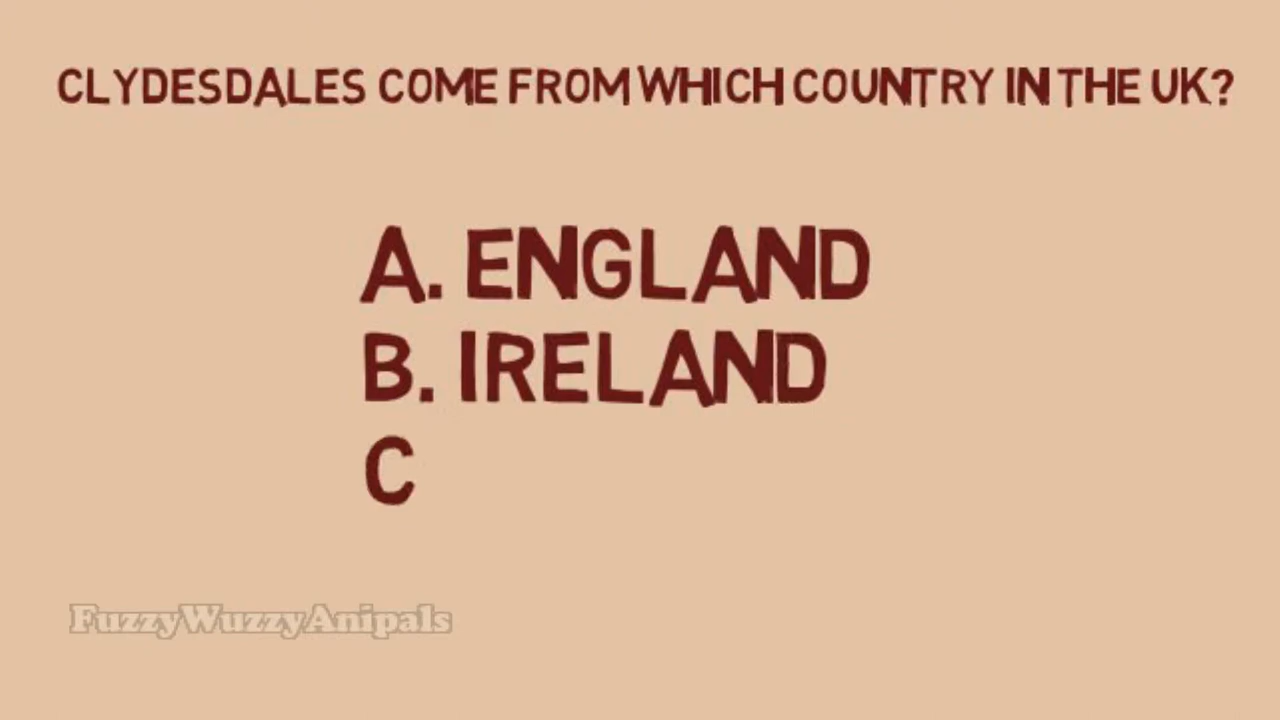 CLYDESDALES COME FROM WHICH COUNTRY IN THE UK?
A. ENGLAND
B. IRELAND
C
FuzzyWuzzyAnipals